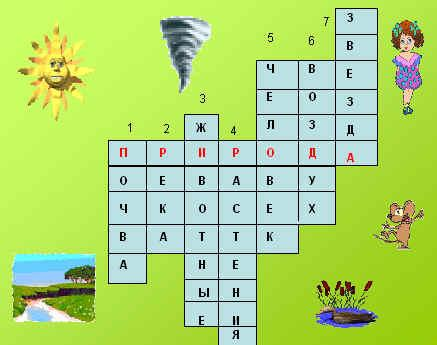 7 З
5 6 В
Ч В Е
3 Е О З
1 2 Ж 4 Л З Д
П Р И Р О Д А
О Е В А В У
Ч К О С Е Х
В А Т Т К
А Н Е
Ы Н
Е И
Я